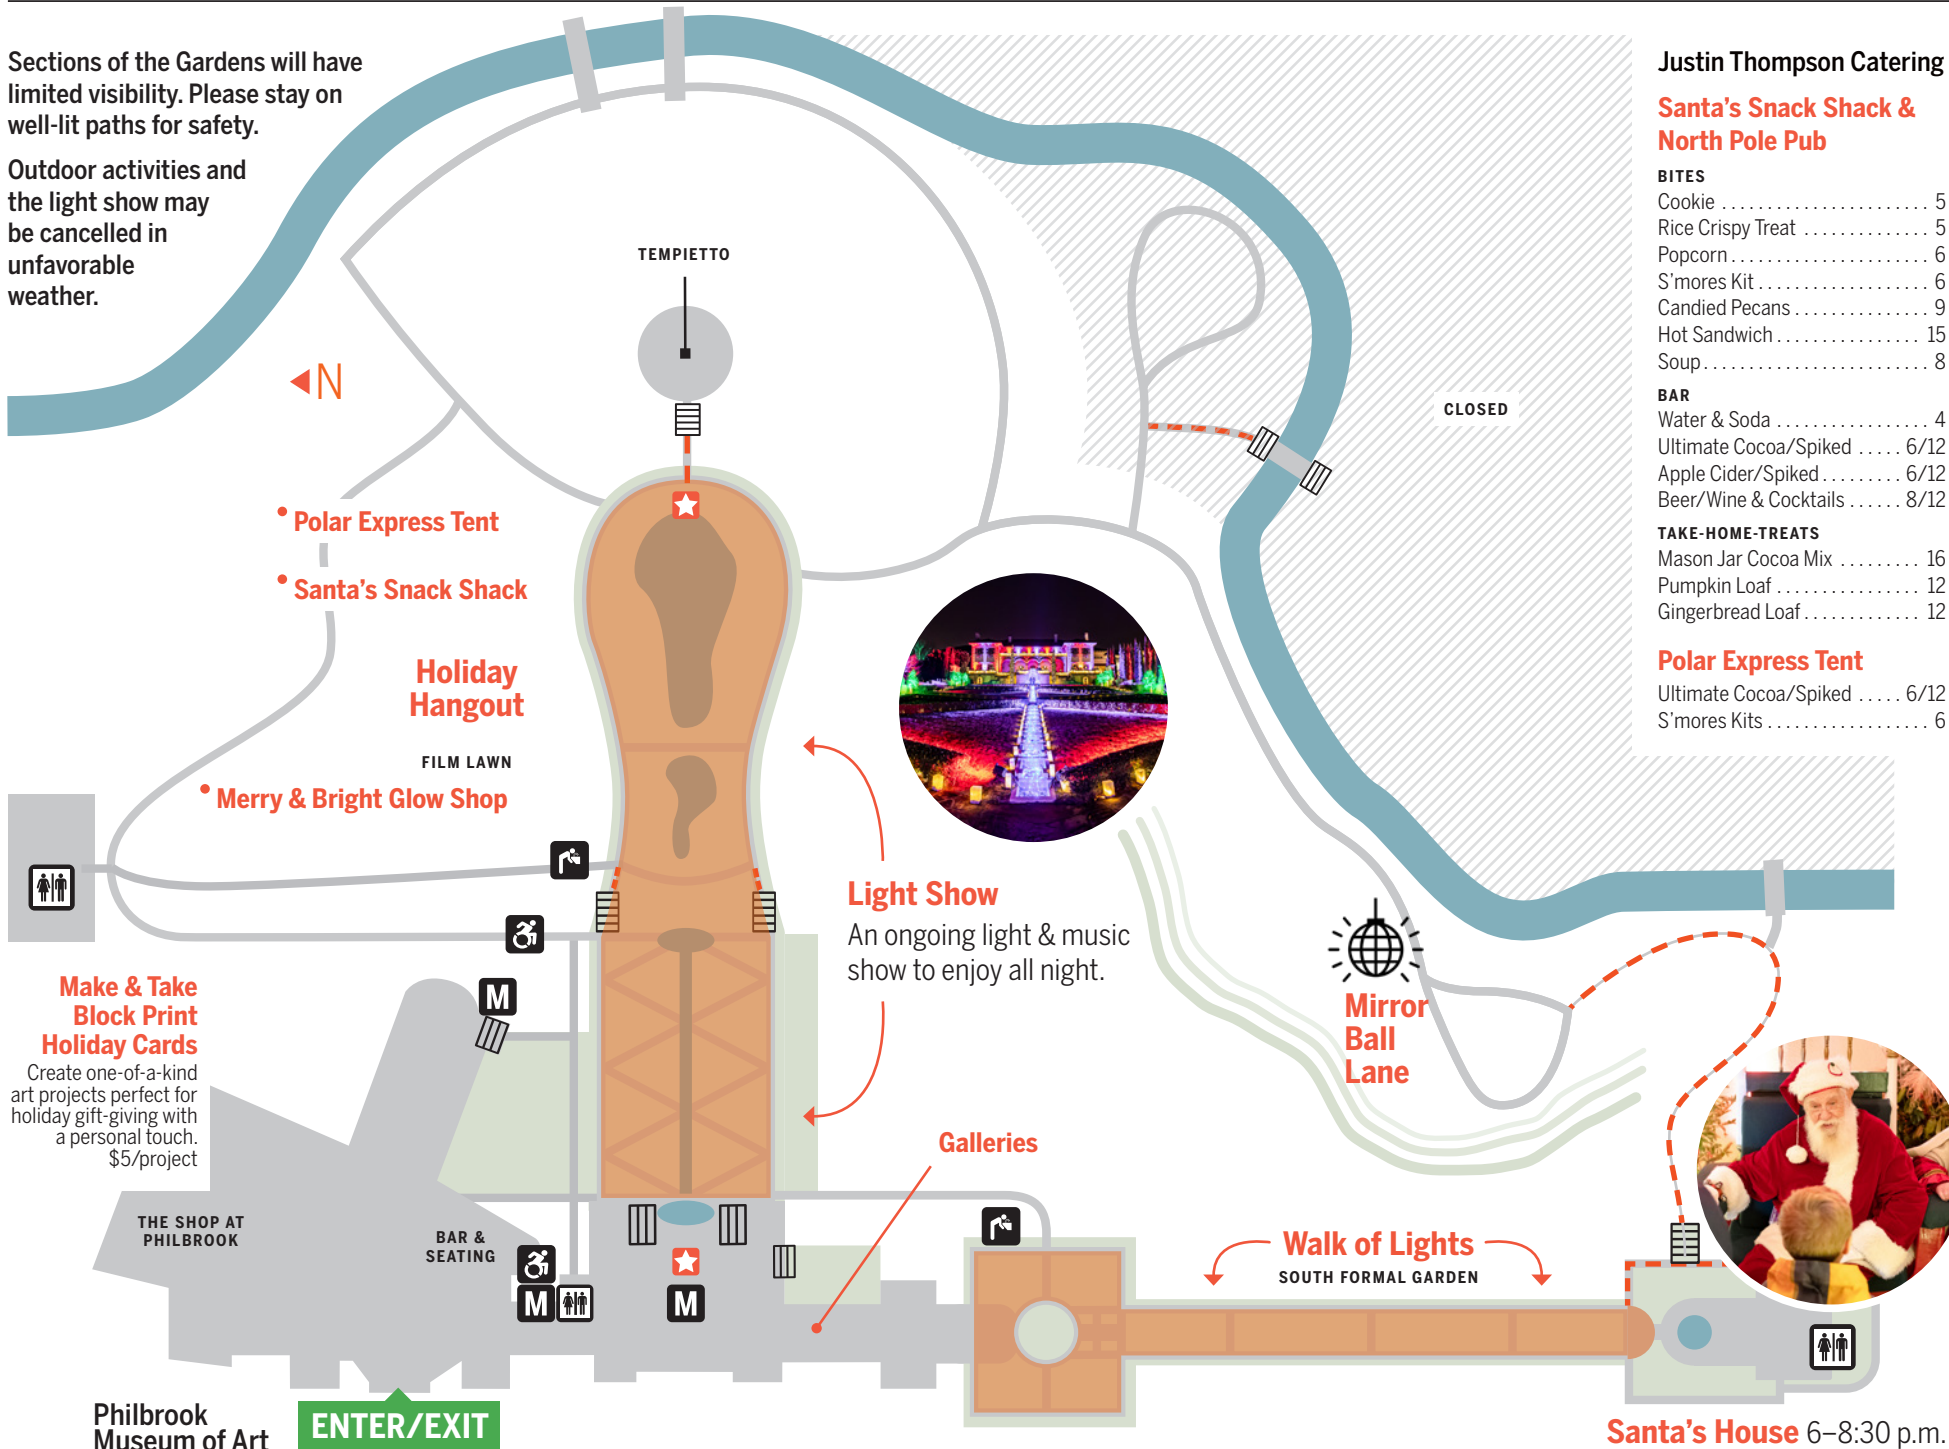 Sections of the Gardens will have
limited visibility. Please stay on
well-lit paths for safety.
Outdoor activities and
the light show may
be cancelled in
unfavorable
weather.
N
TEMPIETTO
CLOSED
Polar Express Tent
Santa's Snack Shack
Holiday
Hangout
FILM LAWN
Merry & Bright Glow Shop
Light Show
An ongoing light & music
show to enjoy all night.
Mirror
Ball
Lane
Make & Take
Block Print
Holiday Cards
Create one-of-a-kind
art projects perfect for
holiday gift-giving with
a personal touch.
$5/project
M
Galleries
THE SHOP AT
PHILBROOK
BAR &
SEATING
M
M
Walk of Lights
SOUTH FORMAL GARDEN
Philbrook
Museum of Art
ENTER/EXIT
Santa's House 6–8:30 p.m.
Justin Thompson Catering
Santa's Snack Shack &
North Pole Pub
BITES
Cookie . . . . . . . . . . . . . . . . . . . . . . . 5
Rice Crispy Treat . . . . . . . . . . . . . . 5
Popcorn . . . . . . . . . . . . . . . . . . . . . . 6
S'mores Kit . . . . . . . . . . . . . . . . . . . 6
Candied Pecans . . . . . . . . . . . . . . . 9
Hot Sandwich . . . . . . . . . . . . . . . . 15
Soup . . . . . . . . . . . . . . . . . . . . . . . . . 8
BAR
Water & Soda . . . . . . . . . . . . . . . . . 4
Ultimate Cocoa/Spiked . . . . . 6/12
Apple Cider/Spiked . . . . . . . . . 6/12
Beer/Wine & Cocktails . . . . . . 8/12
TAKE-HOME-TREATS
Mason Jar Cocoa Mix . . . . . . . . . 16
Pumpkin Loaf . . . . . . . . . . . . . . . . 12
Gingerbread Loaf . . . . . . . . . . . . . 12
Polar Express Tent
Ultimate Cocoa/Spiked . . . . . 6/12
S'mores Kits . . . . . . . . . . . . . . . . . . 6